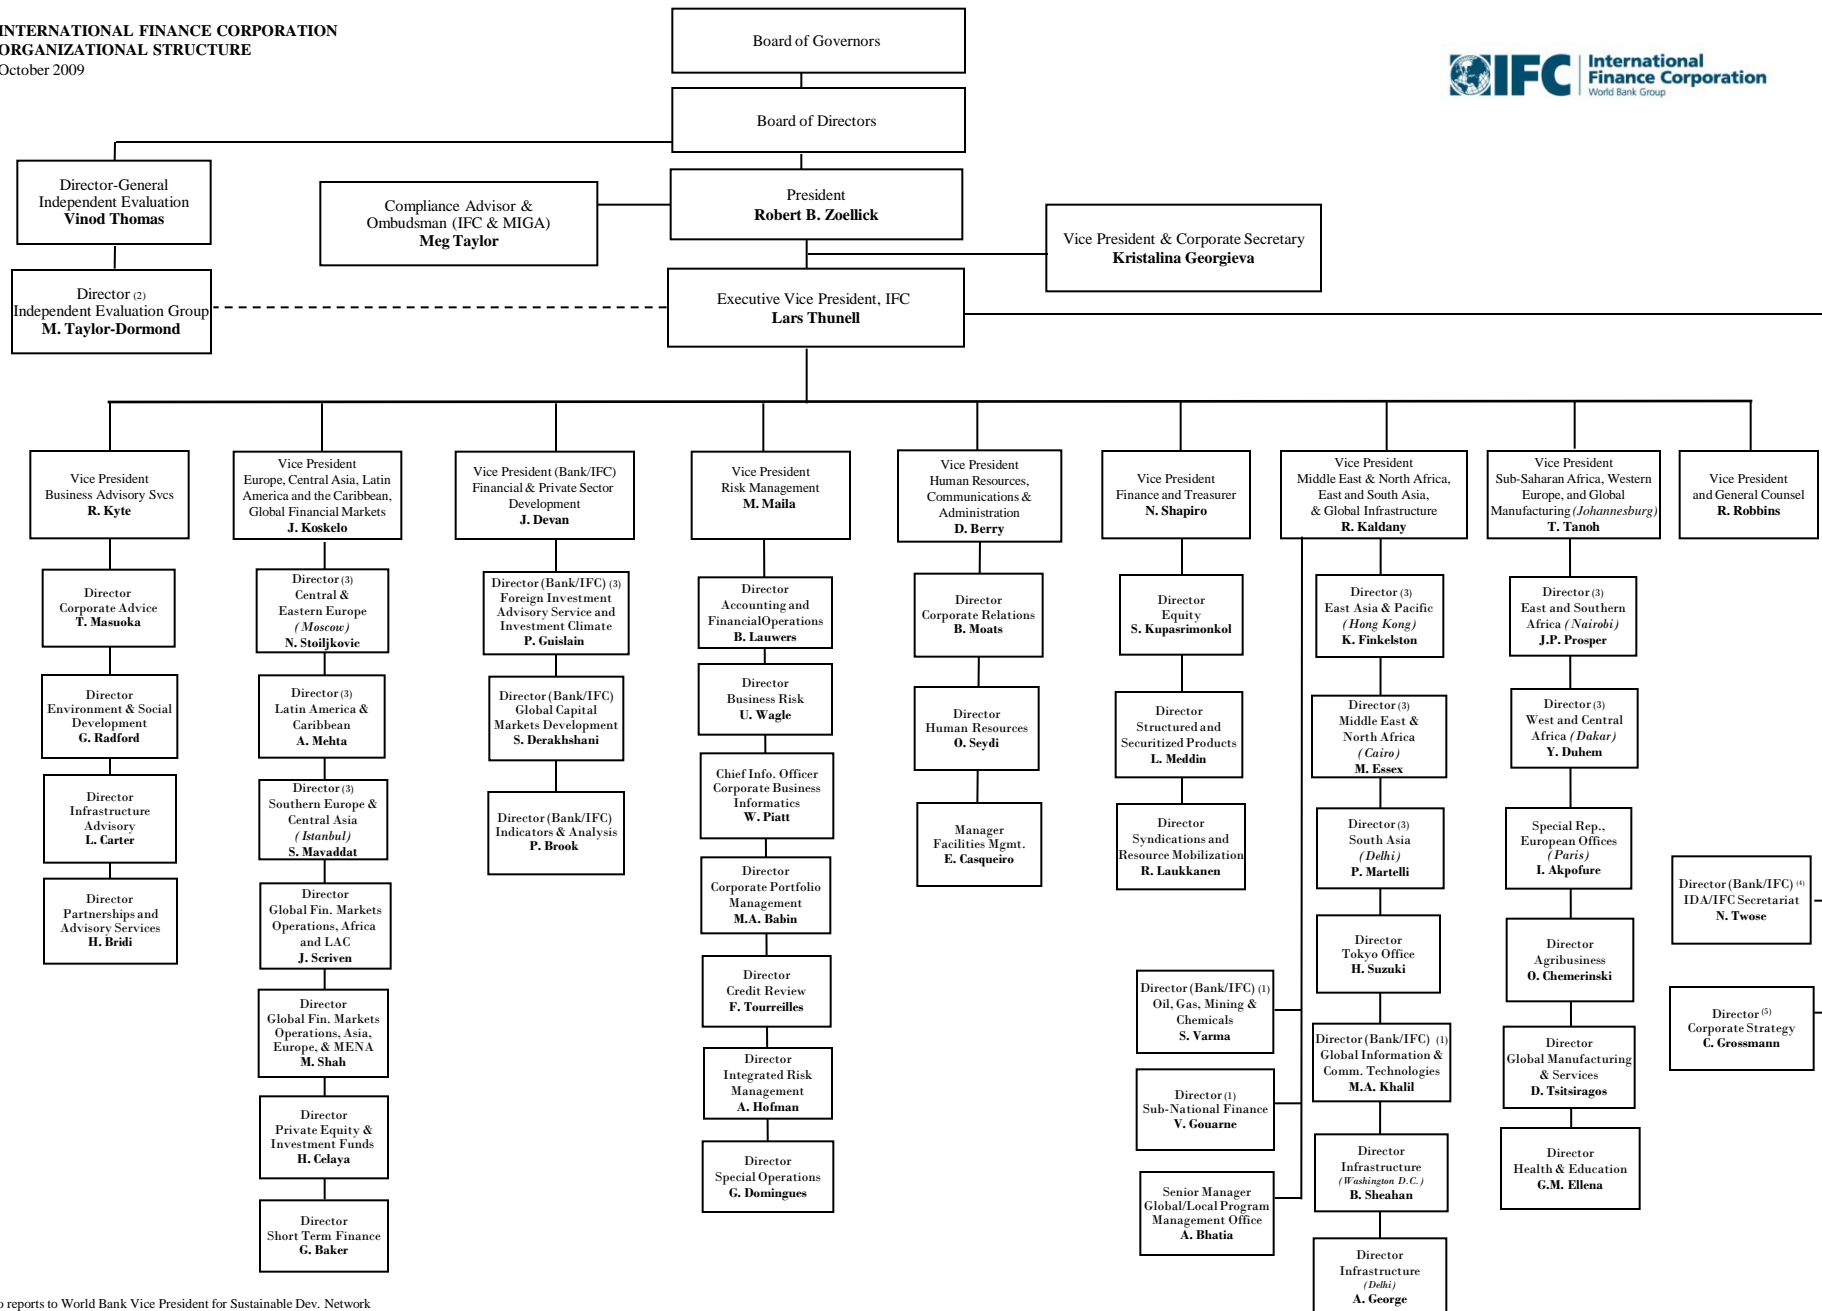 INTERNATIONAL FINANCE CORPORATION
ORGANIZATIONAL STRUCTURE
October 2009
IFC
International
Finance Corporation
World Bank Group
Board of Governors
Board of Directors
Director-General
Independent Evaluation
Vinod Thomas
Compliance Advisor &
Ombudsman (IFC & MIGA)
Meg Taylor
President
Robert B. Zoellick
Vice President & Corporate Secretary
Kristalina Georgieva
Director (2)
Independent Evaluation Group
M. Taylor-Dormond
Executive Vice President, IFC
Lars Thunell
Vice President
Business Advisory Svcs
R. Kyte
Director
Corporate Advice
T. Masuoka
Director
Environment & Social
Development
G. Radford
Director
Infrastructure
Advisory
L. Carter
Director
Partnerships and
Advisory Services
H. Bridi
Vice President
Europe, Central Asia, Latin
America and the Caribbean,
Global Financial Markets
J. Koskelo
Director (3)
Central &
Eastern Europe
(Moscow)
N. Stoiljkovic
Director (3)
Latin America &
Caribbean
A. Mehta
Director (3)
Southern Europe &
Central Asia
(Istanbul)
S. Mavaddat
Director
Global Fin. Markets
Operations, Africa
and LAC
J. Scriven
Director
Global Fin. Markets
Operations, Asia,
Europe, & MENA
M. Shah
Director
Private Equity &
Investment Funds
H. Celaya
Director
Short Term Finance
G. Baker
Vice President (Bank/IFC)
Financial & Private Sector
Development
J. Devan
Director (Bank/IFC) (3)
Foreign Investment
Advisory Service and
Investment Climate
P. Guislain
Director (Bank/IFC)
Global Capital
Markets Development
S. Derakhshani
Director (Bank/IFC)
Indicators & Analysis
P. Brook
Vice President
Risk Management
M. Maila
Director
Accounting and
FinancialOperations
B. Lauwers
Director
Business Risk
U. Wagle
Chief Info. Officer
Corporate Business
Informatics
W. Piatt
Director
Corporate Portfolio
Management
M.A. Babin
Director
Credit Review
F. Tourreilles
Director
Integrated Risk
Management
A. Hofman
Director
Special Operations
G. Domingues
Vice President
Human Resources,
Communications &
Administration
D. Berry
Director
Corporate Relations
B. Moats
Director
Human Resources
O. Seydi
Manager
Facilities Mgmt.
E. Casqueiro
Vice President
Finance and Treasurer
N. Shapiro
Director
Equity
S. Kupasrimonkol
Director
Structured and
Securitized Products
L. Meddin
Director
Syndications and
Resource Mobilization
R. Laukkanen
Vice President
Middle East & North Africa,
East and South Asia,
& Global Infrastructure
R. Kaldany
Director (Bank/IFC) (1)
Oil, Gas, Mining &
Chemicals
S. Varma
Director (1)
Sub-National Finance
V. Gouarne
Senior Manager
Global/Local Program
Management Office
A. Bhatia
Director (3)
East Asia & Pacific
(Hong Kong)
K. Finkelston
Director (3)
Middle East &
North Africa
(Cairo)
M. Essex
Director (3)
South Asia
(Delhi)
P. Martelli
Director
Tokyo Office
H. Suzuki
Director (Bank/IFC) (1)
Global Information &
Comm. Technologies
M.A. Khalil
Director
Infrastructure
(Washington D.C.)
B. Sheahan
Director
Infrastructure
(Delhi)
A. George
Vice President
Sub-Saharan Africa, Western
Europe, and Global
Manufacturing (Johannesburg)
T. Tanoh
Director (3)
East and Southern
Africa (Nairobi)
J.P. Prosper
Director (3)
West and Central
Africa (Dakar)
Y. Duhem
Special Rep.,
European Offices
(Paris)
I. Akpofure
Director
Agribusiness
O. Chemerinski
Director
Global Manufacturing
& Services
D. Tsitsiragos
Director
Health & Education
G.M. Ellena
Vice President
and General Counsel
R. Robbins
Director (Bank/IFC) (4)
IDA/IFC Secretariat
N. Twose
Director (5)
Corporate Strategy
C. Grossmann
o reports to World Bank Vice President for Sustainable Dev. Network